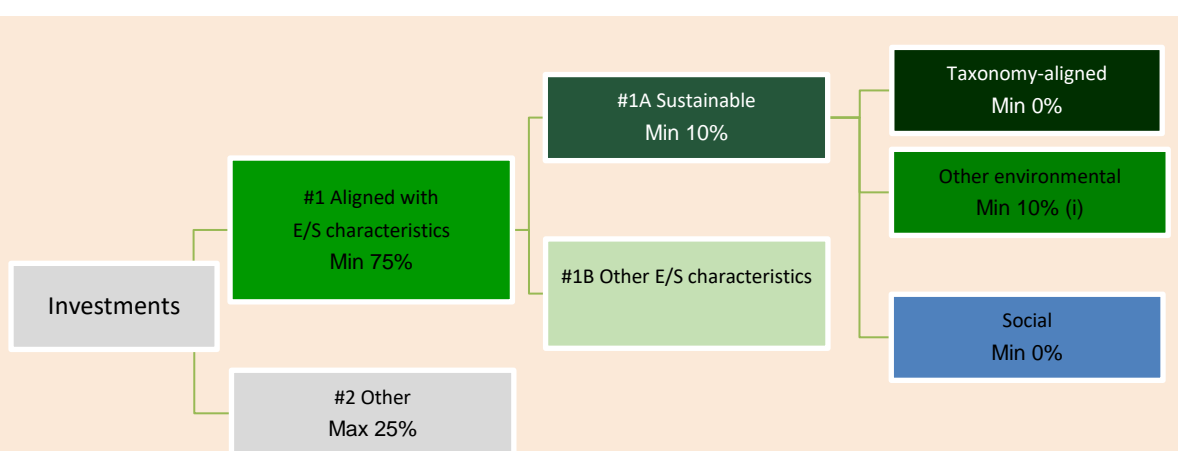 Investments
#1 Aligned with
E/S characteristics
Min 75%
#2 Other
Max 25%
#1A Sustainable
Min 10%
#1B Other E/S characteristics
Taxonomy-aligned
Min 0%
Other environmental
Min 10% (i)
Social
Min 0%